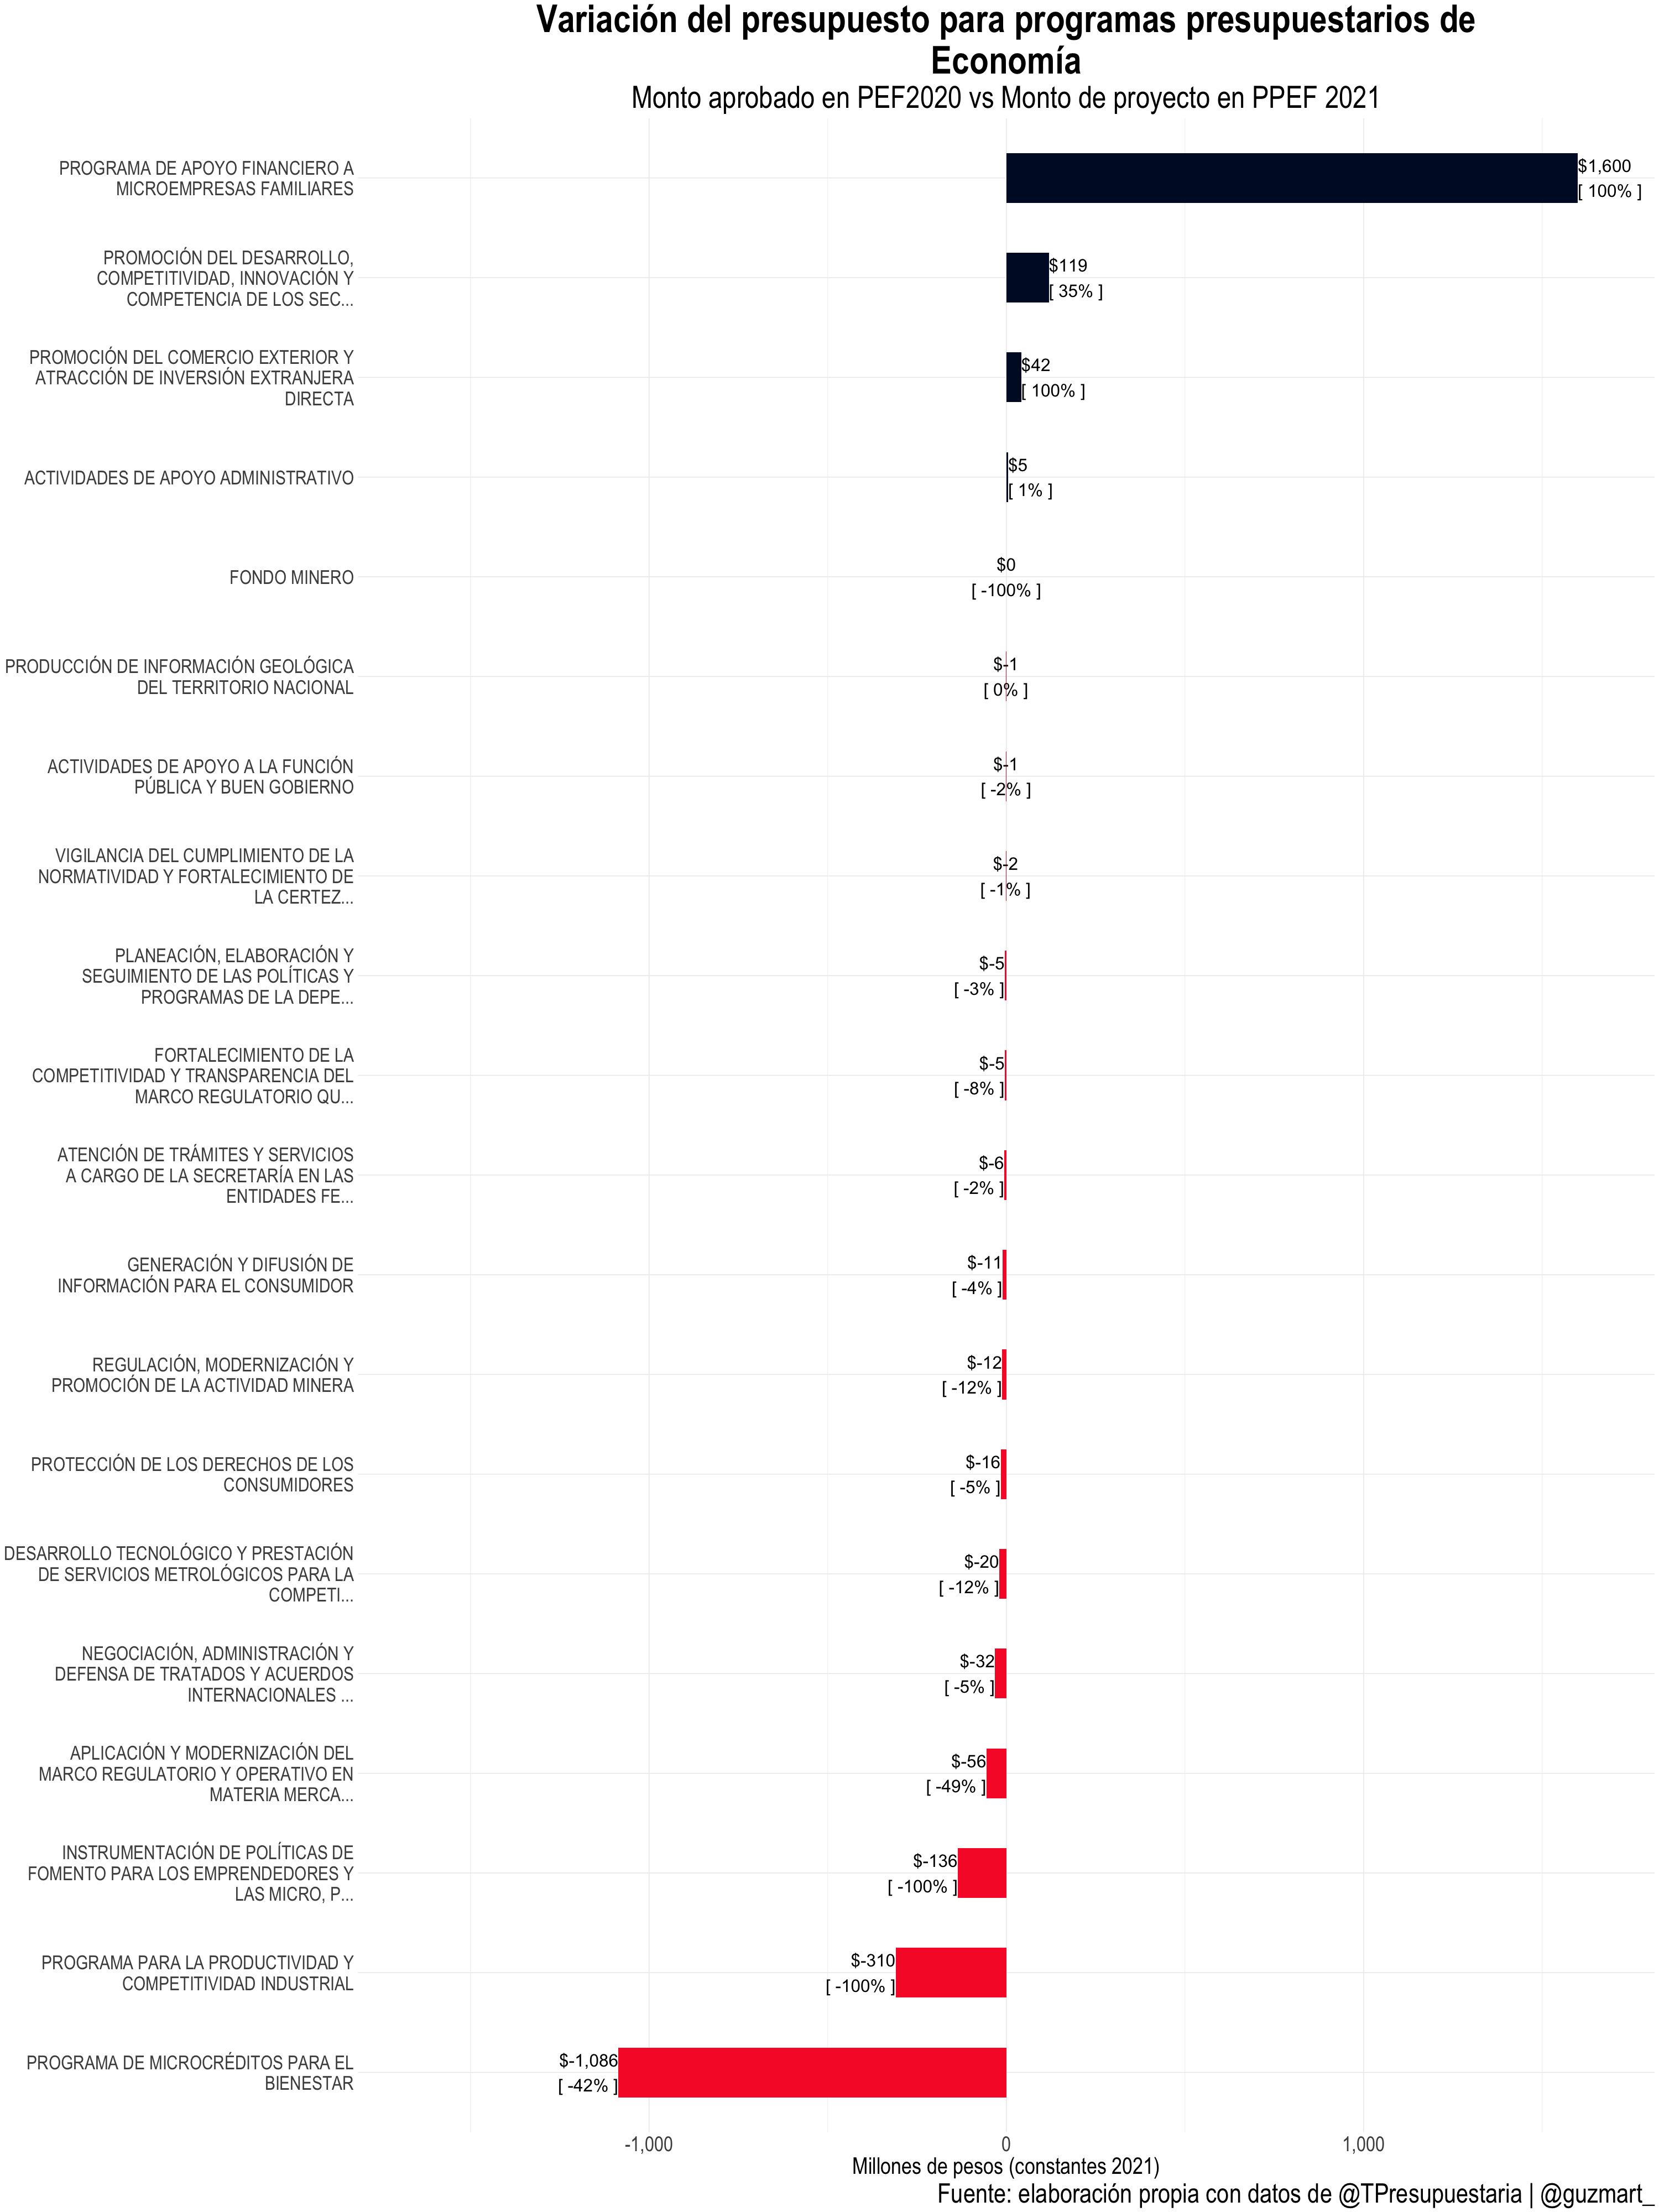 Variación del presupuesto para programas presupuestarios de
Economía
Monto aprobado en PEF2020 vs Monto de proyecto en PPEF 2021
PROGRAMA DE APOYO FINANCIERO A
MICROEMPRESAS FAMILIARES
$1,600
[ 100% ]
PROMOCIÓN DEL DESARROLLO,
COMPETITIVIDAD, INNOVACIÓN Y
COMPETENCIA DE LOS SEC...
$119
[ 35% ]
PROMOCIÓN DEL COMERCIO EXTERIOR Y
ATRACCIÓN DE INVERSIÓN EXTRANJERA
DIRECTA
$42
[ 100% ]
ACTIVIDADES DE APOYO ADMINISTRATIVO
$5
[ 1% ]
FONDO MINERO
$0
[ -100% ]
PRODUCCIÓN DE INFORMACIÓN GEOLÓGICA
DEL TERRITORIO NACIONAL
$-1
[ 0% ]
ACTIVIDADES DE APOYO A LA FUNCIÓN
PÚBLICA Y BUEN GOBIERNO
$-1
[ -2% ]
VIGILANCIA DEL CUMPLIMIENTO DE LA
NORMATIVIDAD Y FORTALECIMIENTO DE
LA CERTEZ...
$-2
[ -1% ]
PLANEACIÓN, ELABORACIÓN Y
SEGUIMIENTO DE LAS POLÍTICAS Y
PROGRAMAS DE LA DEPE...
$-5
[ -3% ]
FORTALECIMIENTO DE LA
COMPETITIVIDAD Y TRANSPARENCIA DEL
MARCO REGULATORIO QU...
$-5
[ -8% ]
ATENCIÓN DE TRÁMITES Y SERVICIOS
A CARGO DE LA SECRETARÍA EN LAS
ENTIDADES FE...
$-6
[ -2% ]
GENERACIÓN Y DIFUSIÓN DE
INFORMACIÓN PARA EL CONSUMIDOR
$-11
[ -4% ]
REGULACIÓN, MODERNIZACIÓN Y
PROMOCIÓN DE LA ACTIVIDAD MINERA
$-12
[ -12% ]
PROTECCIÓN DE LOS DERECHOS DE LOS
CONSUMIDORES
$-16
[ -5% ]
DESARROLLO TECNOLÓGICO Y PRESTACIÓN
DE SERVICIOS METROLÓGICOS PARA LA
COMPETI...
$-20
[ -12% ]
NEGOCIACIÓN, ADMINISTRACIÓN Y
DEFENSA DE TRATADOS Y ACUERDOS
INTERNACIONALES ...
$-32
[ -5% ]
APLICACIÓN Y MODERNIZACIÓN DEL
MARCO REGULATORIO Y OPERATIVO EN
MATERIA MERCA...
$-56
[ -49% ]
INSTRUMENTACIÓN DE POLÍTICAS DE
FOMENTO PARA LOS EMPRENDEDORES Y
LAS MICRO, P...
$-136
[ -100% ]
PROGRAMA PARA LA PRODUCTIVIDAD Y
COMPETITIVIDAD INDUSTRIAL
$-310
[ -100% ]
PROGRAMA DE MICROCRÉDITOS PARA EL
BIENESTAR
$-1,086
[ -42% ]
-1,000
0
1,000
Millones de pesos (constantes 2021)
Fuente: elaboración propia con datos de @TPresupuestaria | @guzmart_